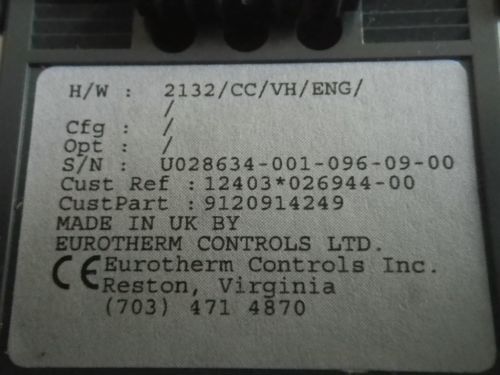 H/W : 2132/CC/VH/ENG/
/
Cfg : /
Opt : /
S/N : U028634-001-096-09-00
Cust Ref : 12403*026944-00
CustPart : 9120914249
MADE IN UK BY
EUROTHERM CONTROLS LTD.
CE Eurotherm Controls Inc.
Reston, Virginia
(703) 471 4870